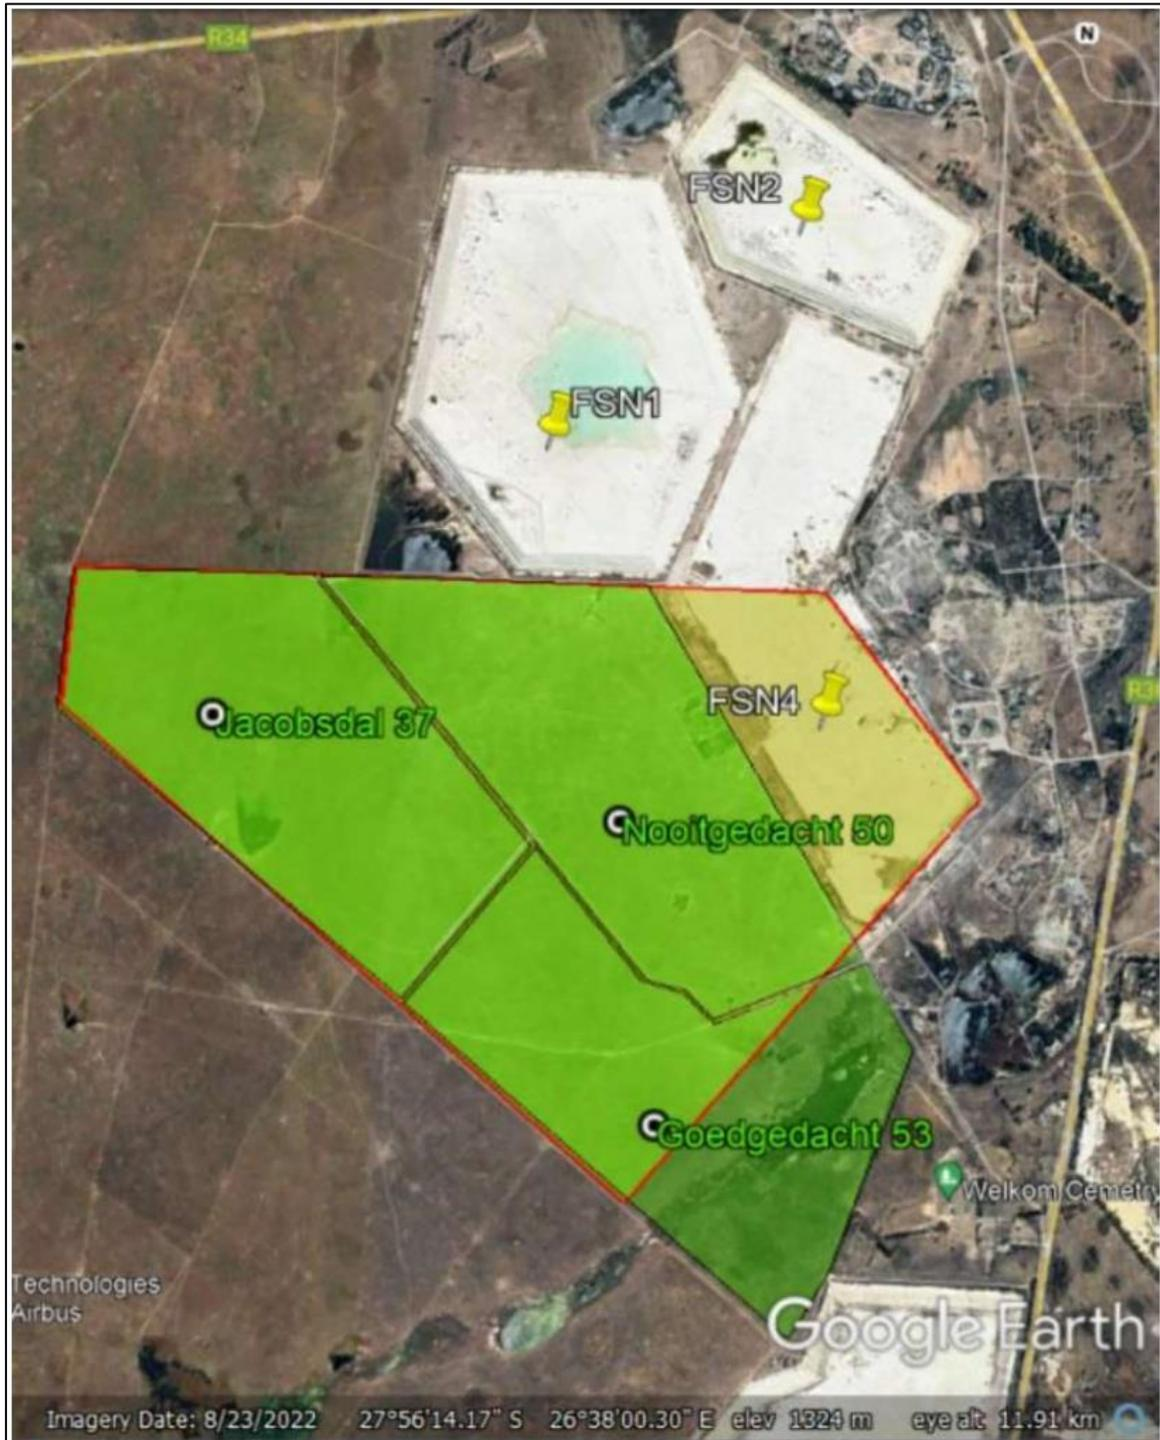 R34
N
FSN2
FSN1
FSN4
Jacobsdal 37
Nooitgedacht 50
Goedgedacht 53
Welkom Cemetry
Technologies
Airbus
Google Earth
Imagery Date: 8/23/2022 27°56'14.17" S 26°38'00.30" E elev 1324 m eye alt 11.91 km